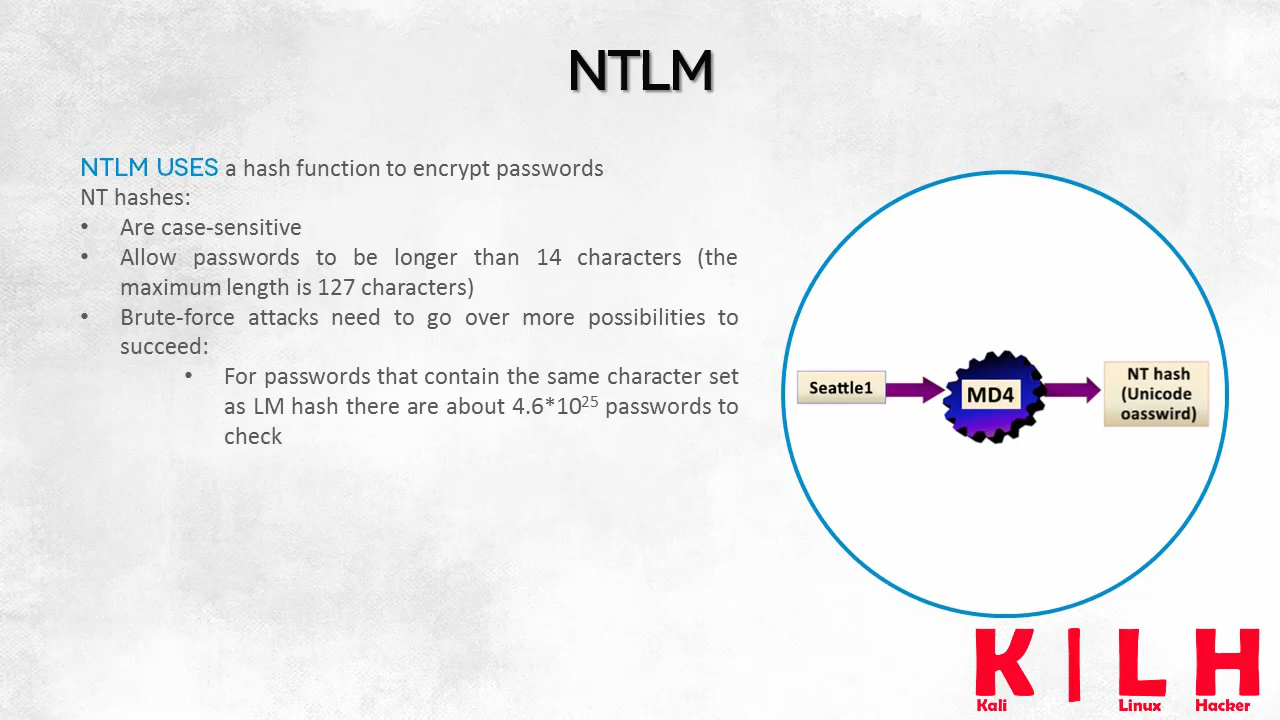 NTLM
NTLM USES a hash function to encrypt passwords
NT hashes:
• Are case-sensitive
• Allow passwords to be longer than 14 characters (the
maximum length is 127 characters)
• Brute-force attacks need to go over more possibilities to
succeed:
• For passwords that contain the same character set
as LM hash there are about 4.6*10²⁵ passwords to
check
Seattle1
MD4
NT hash
(Unicode
oasswird)
K | L H
Kali Linux Hacker